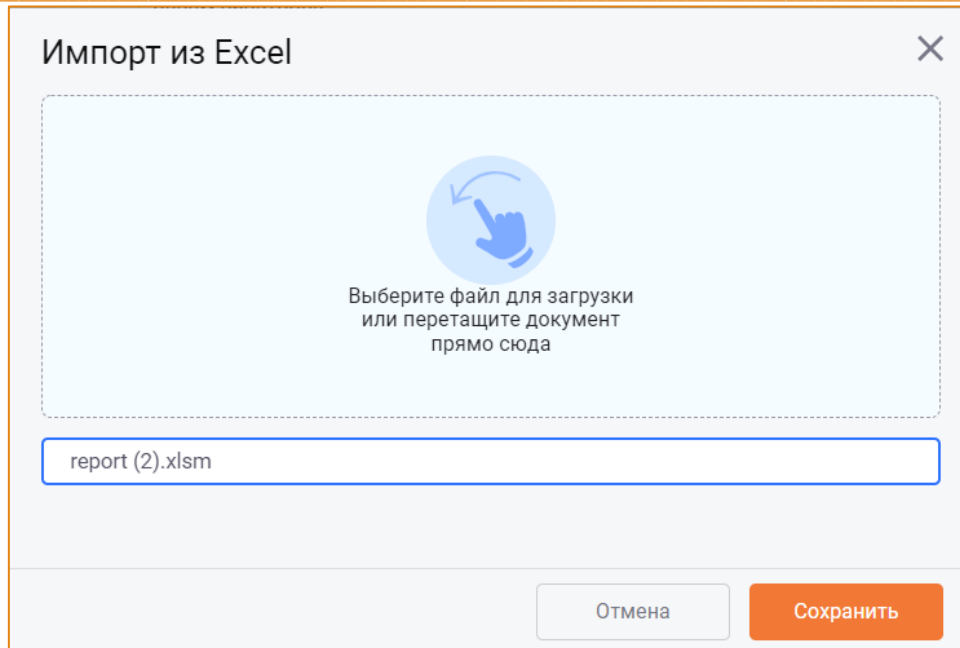 Импорт из Excel
Выберите файл для загрузки
или перетащите документ
прямо сюда
report (2).xlsm
Отмена
Сохранить